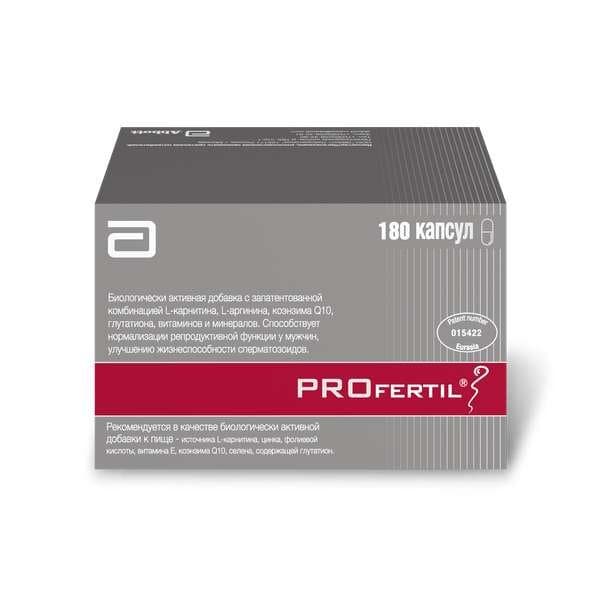 Abbott
180 капсул
Биологически активная добавка с запатентованной
комбинацией L-карнитина, L-аргинина, коэнзима Q10,
глутатиона, витаминов и минералов. Способствует
нормализации репродуктивной функции у мужчин,
улучшению жизнеспособности сперматозоидов.
Patent number
015422
Eurasia
PROFERTIL®
Рекомендуется в качестве биологически активной
добавки к пище - источника L-карнитина, цинка, фолиевой
кислоты, витамина Е, коэнзима Q10, селена, содержащей глутатион.